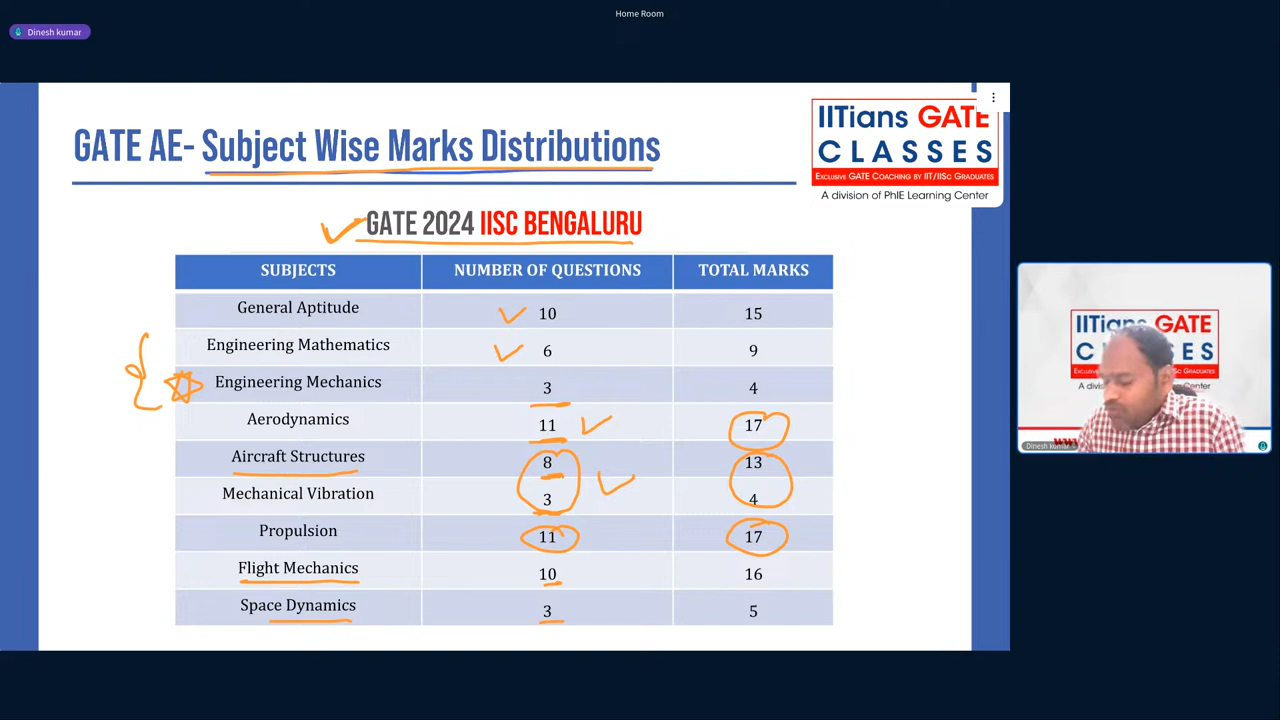 Home Room
Dinesh kumar
GATE AE- Subject Wise Marks Distributions
IITians GATE
CLASSES
EXCLUSIVE GATE COACHING BY IIT/IISC GRADUATES
A division of PhIE Learning Center
GATE 2024 IISC BENGALURU
SUBJECTS NUMBER OF QUESTIONS TOTAL MARKS
General Aptitude 10 15
Engineering Mathematics 6 9
Engineering Mechanics 3 4
Aerodynamics 11 17
Aircraft Structures 8 13
Mechanical Vibration 3 4
Propulsion 11 17
Flight Mechanics 10 16
Space Dynamics 3 5
IITians GATE
Dinesh kumar